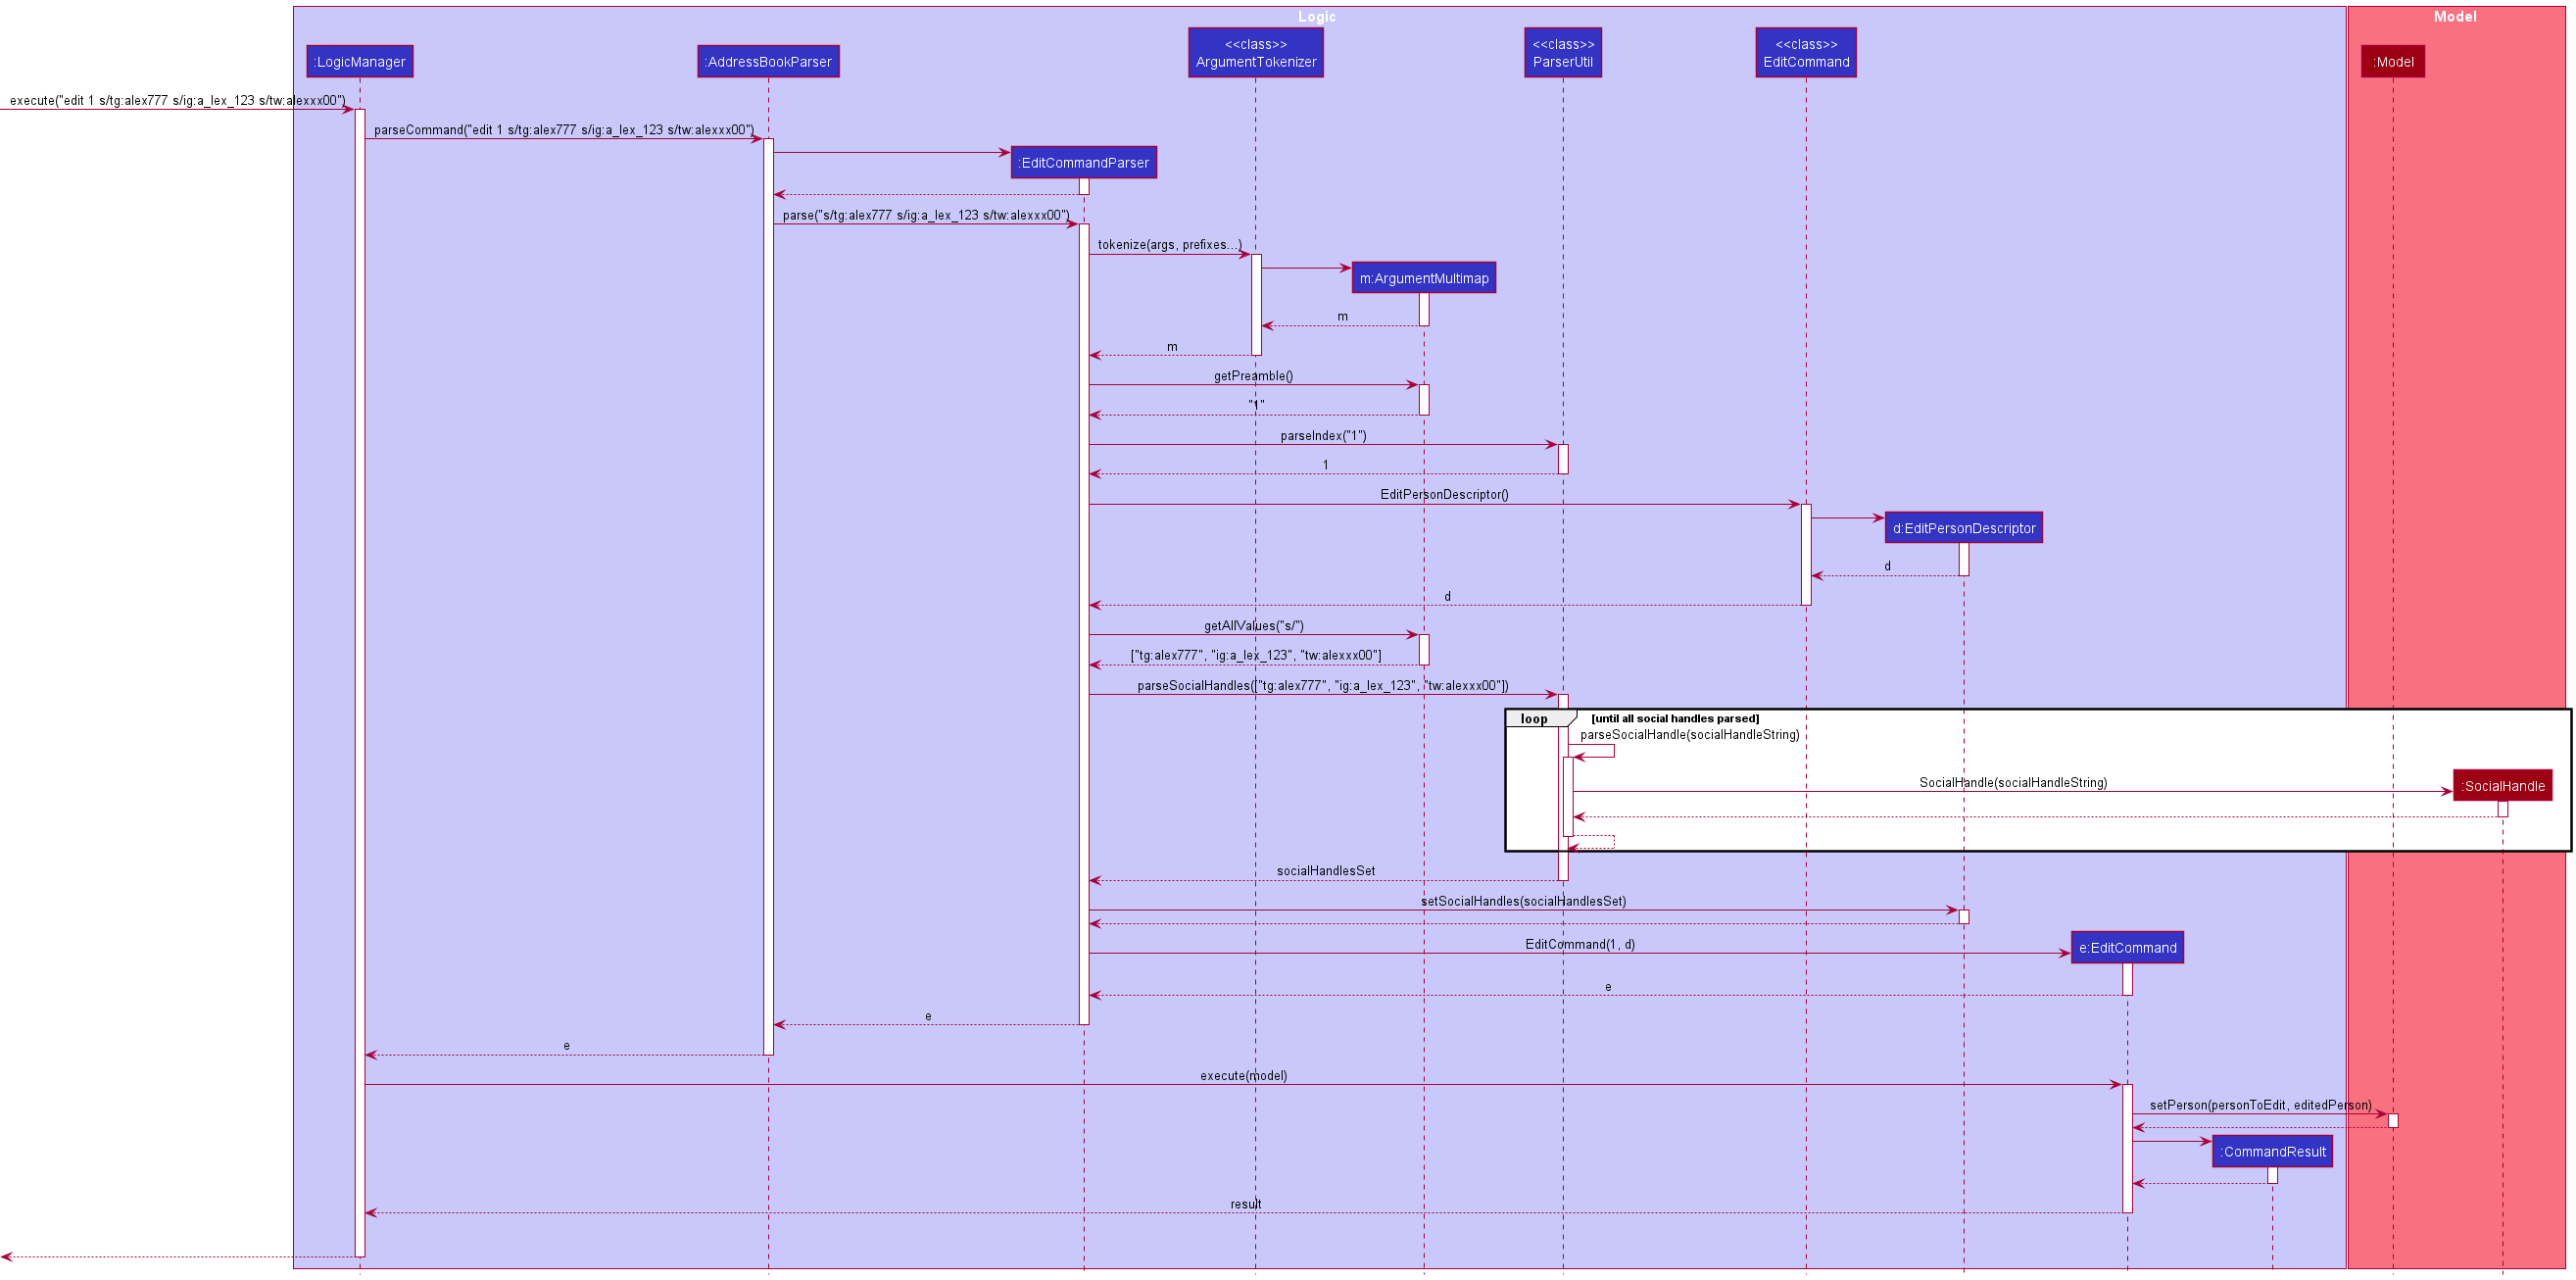 Logic
Model
:LogicManager
:AddressBookParser
<<class>>
ArgumentTokenizer
<<class>>
ParserUtil
<<class>>
EditCommand
:Model
execute("edit 1 s/tg:alex777 s/ig:a_lex_123 s/tw:alexxx00")
parseCommand("edit 1 s/tg:alex777 s/ig:a_lex_123 s/tw:alexxx00")
:EditCommandParser
parse("s/tg:alex777 s/ig:a_lex_123 s/tw:alexxx00")
tokenize(args, prefixes...)
m:ArgumentMultimap
m
m
getPreamble()
"1"
parseIndex("1")
1
EditPersonDescriptor()
d:EditPersonDescriptor
d
d
getAllValues("s/")
["tg:alex777", "ig:a_lex_123", "tw:alexxx00"]
parseSocialHandles(["tg:alex777", "ig:a_lex_123", "tw:alexxx00"])
loop [until all social handles parsed]
parseSocialHandle(socialHandleString)
SocialHandle(socialHandleString)
:SocialHandle
socialHandlesSet
setSocialHandles(socialHandlesSet)
EditCommand(1, d)
e:EditCommand
e
e
e
execute(model)
setPerson(personToEdit, editedPerson)
:CommandResult
result